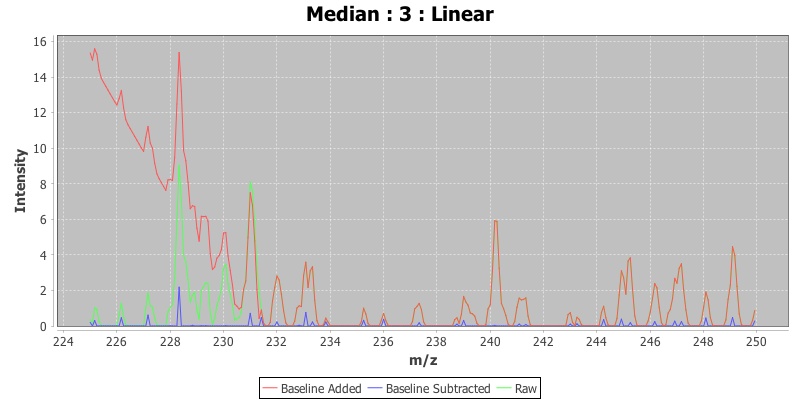 Median : 3 : Linear
Intensity
16
14
12
10
8
6
4
2
0
224 226 228 230 232 234 236 238 240 242 244 246 248 250
m/z
Baseline Added Baseline Subtracted Raw